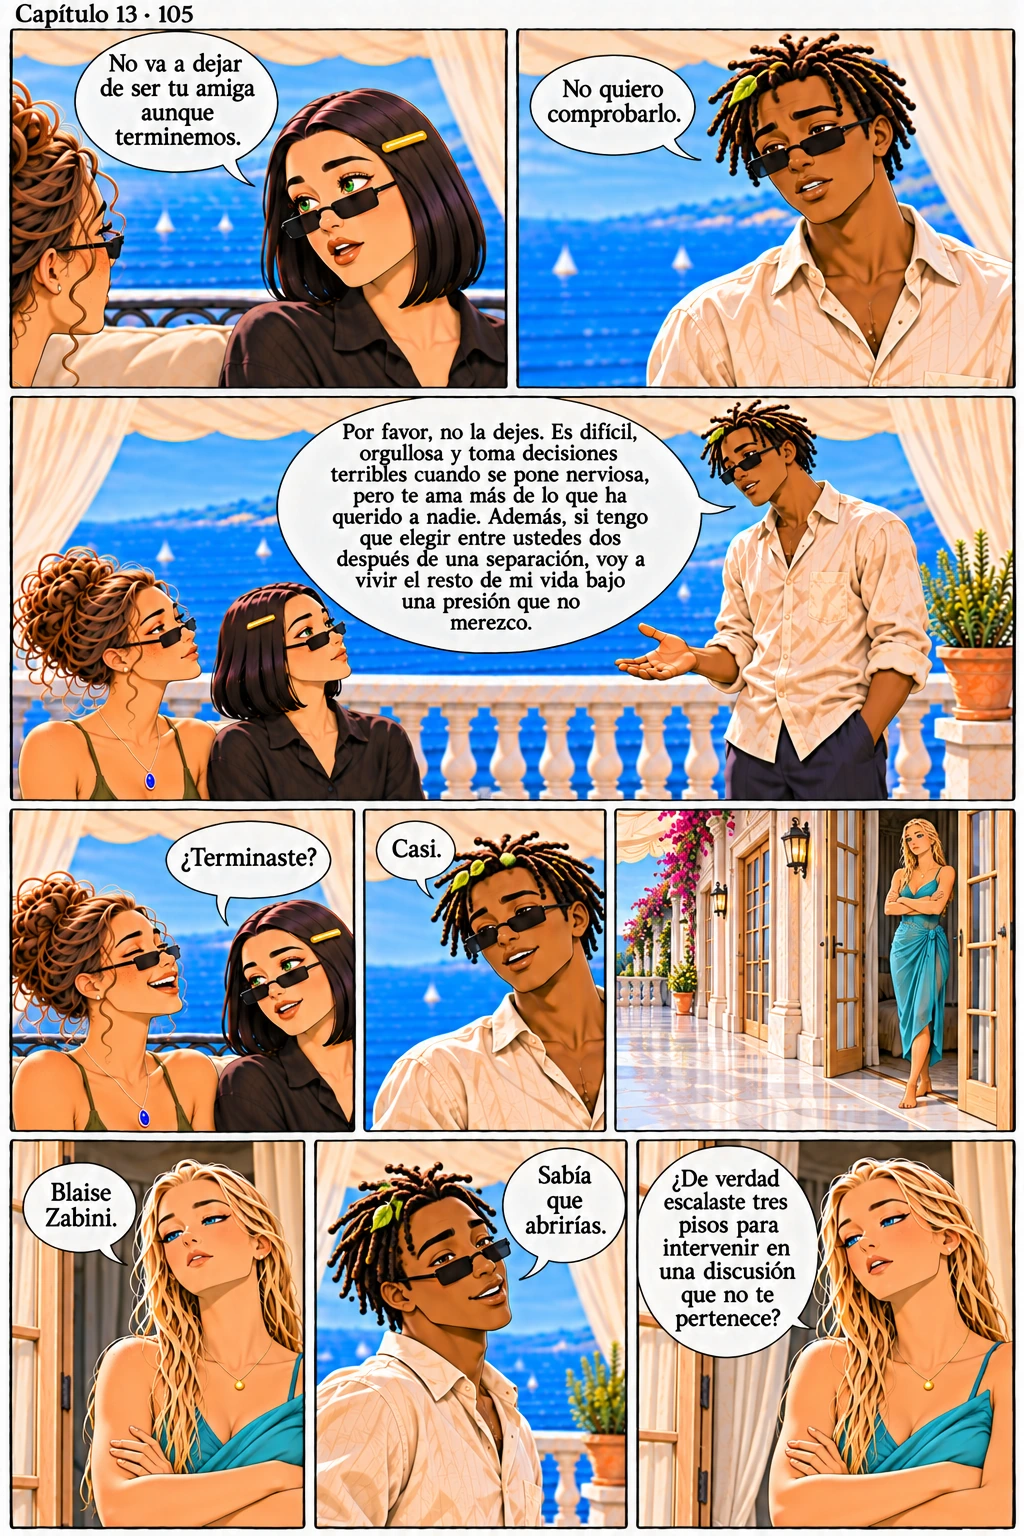 Capítulo 13 · 105
No va a dejar
de ser tu amiga
aunque
terminemos.
No quiero
comprobarlo.
Por favor, no la dejes. Es difícil,
orgullosa y toma decisiones
terribles cuando se pone nerviosa,
pero te ama más de lo que ha
querido a nadie. Además, si tengo
que elegir entre ustedes dos
después de una separación, voy a
vivir el resto de mi vida bajo
una presión que no
merezco.
¿Terminaste?
Casi.
Blaise
Zabini.
Sabía
que
abrirías.
¿De verdad
escalaste tres
pisos para
intervenir en
una discusión
que no te
pertenece?